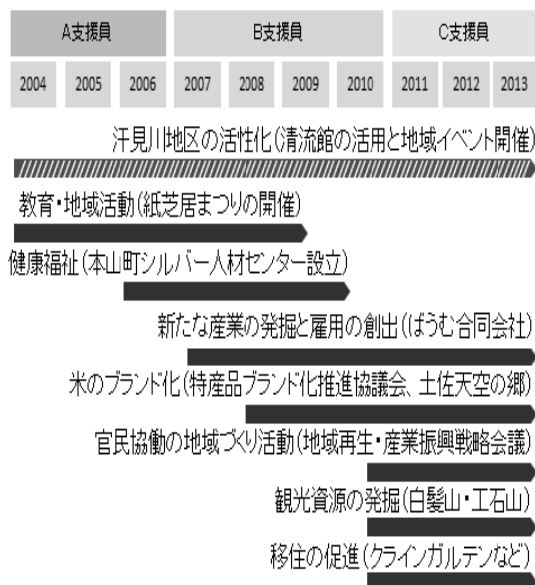 A支援員 B支援員 C支援員
2004 2005 2006 2007 2008 2009 2010 2011 2012 2013
汗見川地区の活性化(清流館の活用と地域イベント開催)
教育・地域活動(紙芝居まつりの開催)
健康福祉(本山町シルバー人材センター設立)
新たな産業の発掘と雇用の創出(ばうむ合同会社)
米のブランド化(特産品ブランド化推進協議会、土佐天空の郷)
官民協働の地域づくり活動(地域再生・産業振興戦略会議)
観光資源の発掘(白髪山・工石山)
移住の促進(クラインガルテンなど)